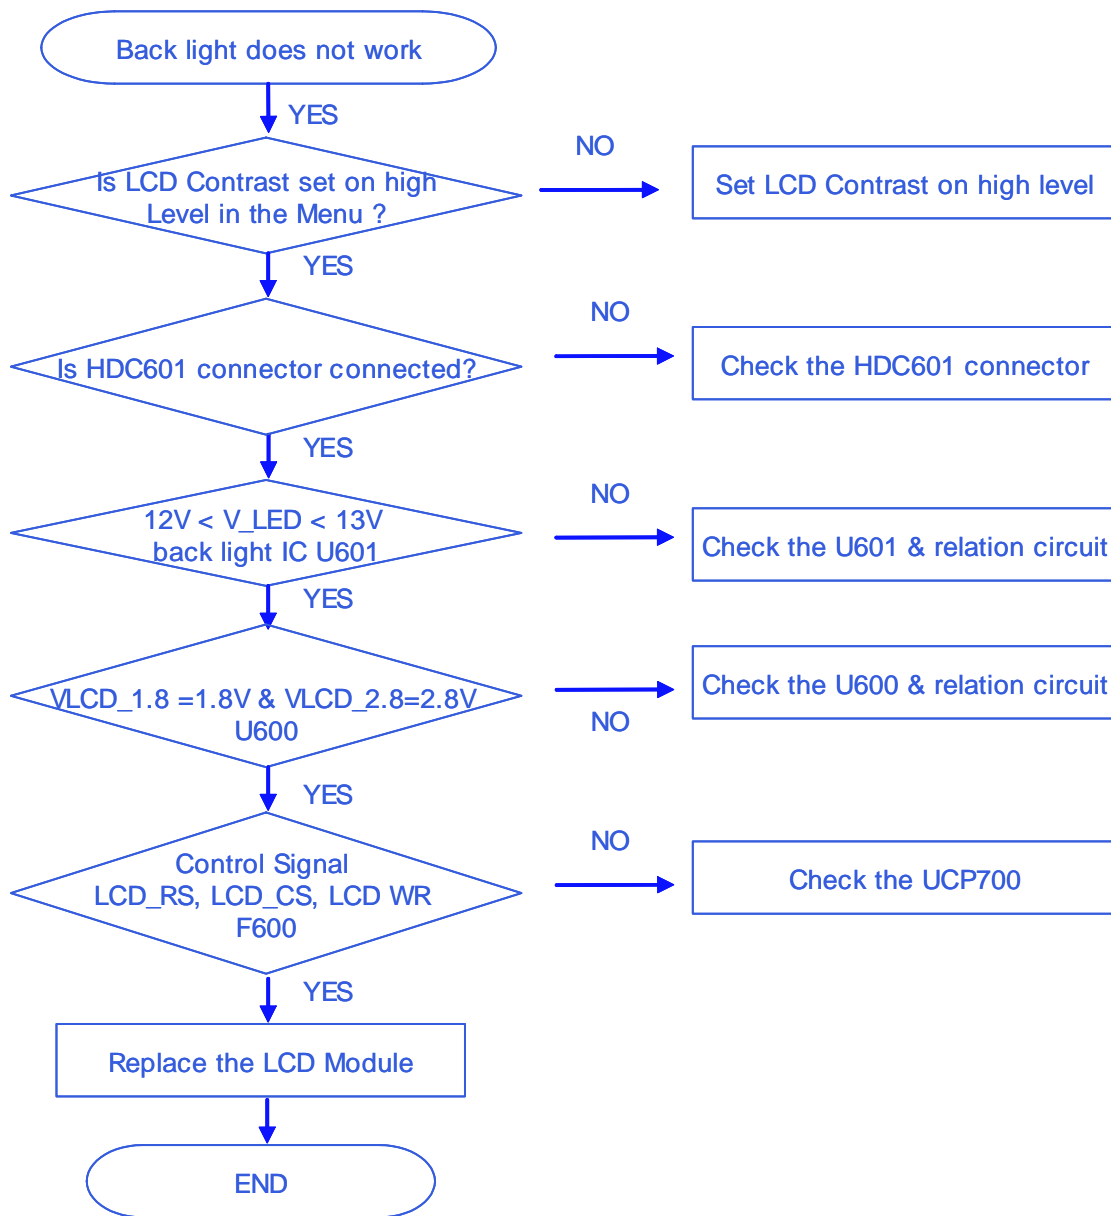 Back light does not work
YES
NO
Is LCD Contrast set on high
Level in the Menu ?
Set LCD Contrast on high level
YES
NO
Is HDC601 connector connected?
Check the HDC601 connector
YES
NO
12V < V_LED < 13V
back light IC U601
Check the U601 & relation circuit
YES
VLCD_1.8 =1.8V & VLCD_2.8=2.8V
U600
Check the U600 & relation circuit
NO
YES
NO
Control Signal
LCD_RS, LCD_CS, LCD WR
F600
Check the UCP700
YES
Replace the LCD Module
END